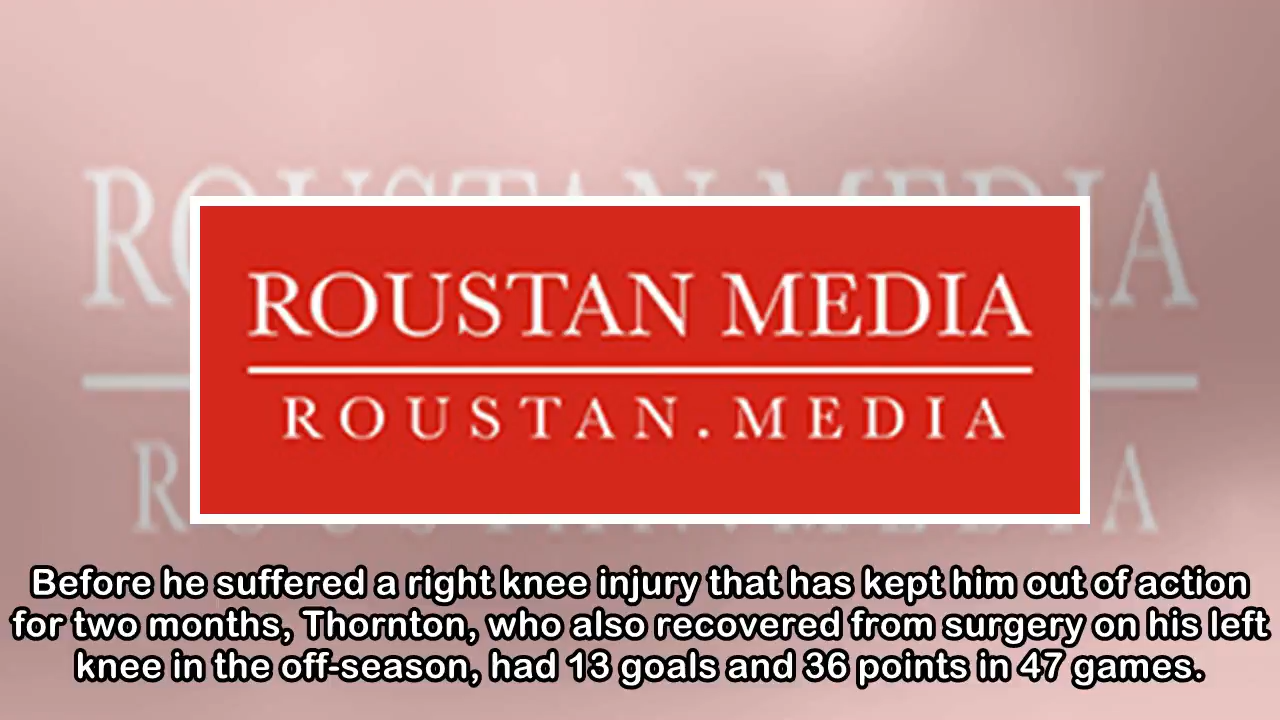 ROUSTAN MEDIA
ROUSTAN.MEDIA
Before he suffered a right knee injury that has kept him out of action
for two months, Thornton, who also recovered from surgery on his left
knee in the off-season, had 13 goals and 36 points in 47 games.